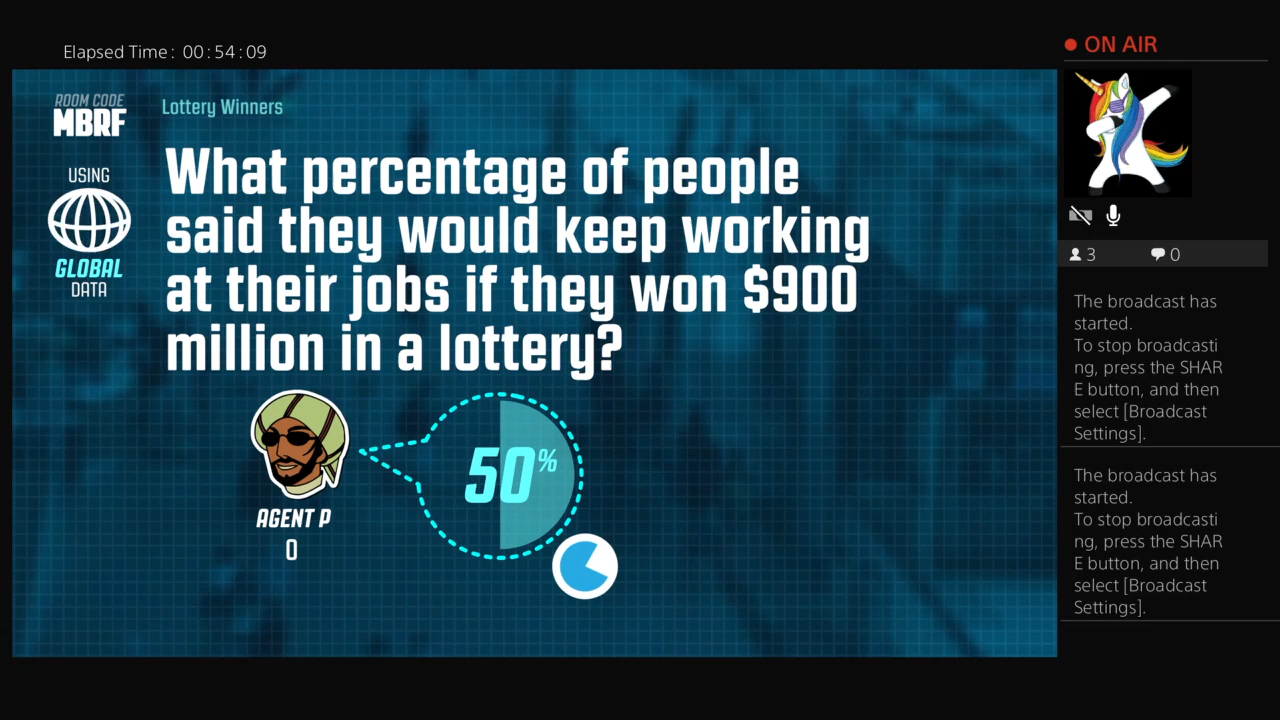 Elapsed Time: 00:54:09
ON AIR
ROOM CODE
MBRF
Lottery Winners
USING
GLOBAL
DATA
What percentage of people
said they would keep working
at their jobs if they won $900
million in a lottery?
50%
AGENT P
0
3
0
The broadcast has
started.
To stop broadcasti
ng, press the SHAR
E button, and then
select [Broadcast
Settings].
The broadcast has
started.
To stop broadcasti
ng, press the SHAR
E button, and then
select [Broadcast
Settings].